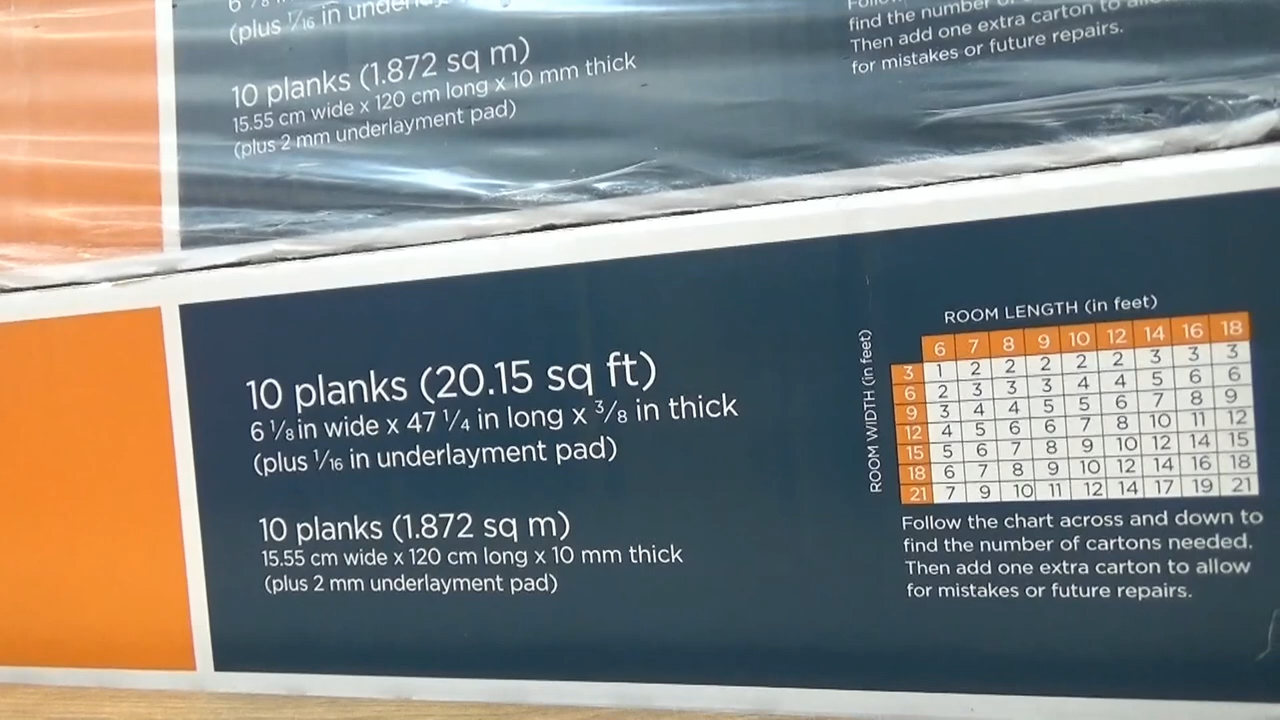 (plus 1/16 in
10 planks (1.872 sq m)
15.55 cm wide x 120 cm long x 10 mm thick
(plus 2 mm underlayment pad)
find the number
Then add one extra carton to
for mistakes or future repairs.
10 planks (20.15 sq ft)
6 1/8 in wide x 47 1/4 in long x 3/8 in thick
(plus 1/16 in underlayment pad)
10 planks (1.872 sq m)
15.55 cm wide x 120 cm long x 10 mm thick
(plus 2 mm underlayment pad)
ROOM LENGTH (in feet)
ROOM WIDTH (in feet)
6 7 8 9 10 12 14 16 18
3 1 2 2 2 2 2 3 3 3
6 2 3 3 3 4 4 5 6 6
9 3 4 4 5 5 6 7 8 9
12 4 5 6 6 7 8 10 11 12
15 5 6 7 8 9 10 12 14 15
18 6 7 8 9 10 12 14 16 18
21 7 9 10 11 12 14 17 19 21
Follow the chart across and down to
find the number of cartons needed.
Then add one extra carton to allow
for mistakes or future repairs.